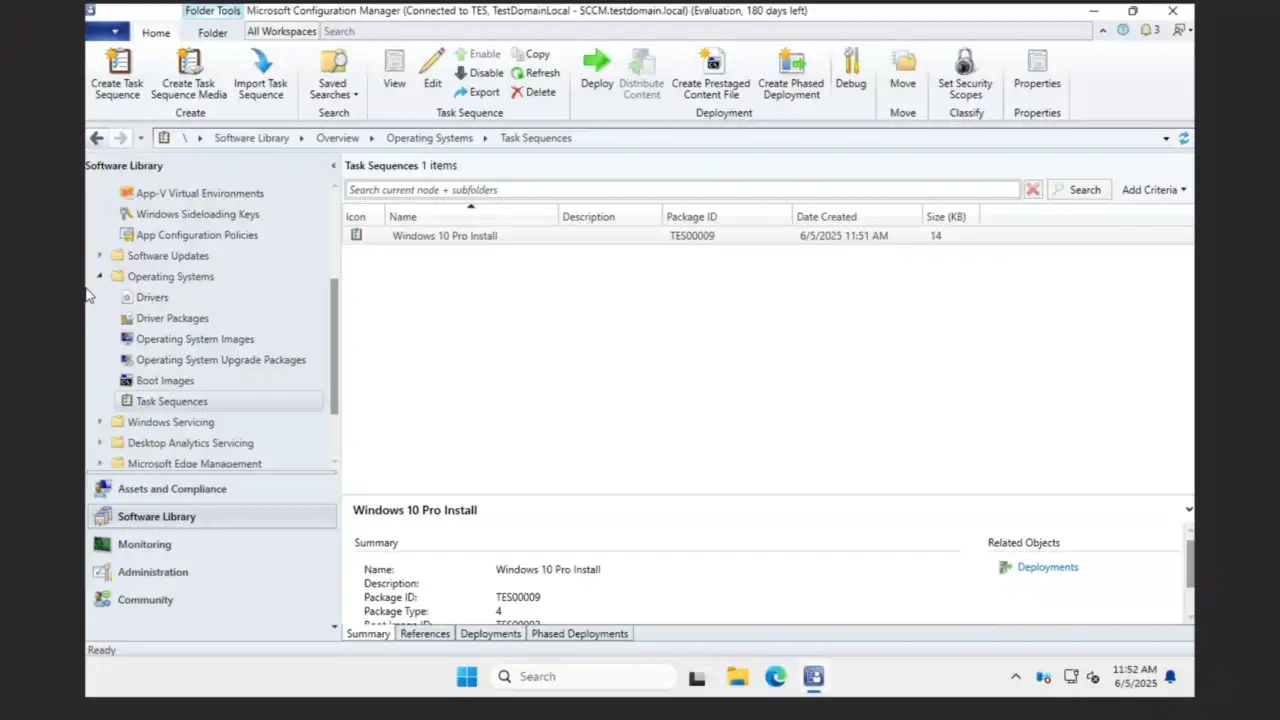 Folder Tools Microsoft Configuration Manager (Connected to TES, TestDomainLocal - SCCM.testdomain.local) (Evaluation, 180 days left)
Home Folder All Workspaces Search 3
Create Task Sequence
Create Task Sequence Media
Import Task Sequence
Create
Saved Searches
Search
View
Edit
Enable
Disable
Export
Copy
Refresh
Delete
Task Sequence
Deploy
Distribute Content
Create Prestaged Content File
Create Phased Deployment
Debug
Deployment
Move
Move
Set Security Scopes
Classify
Properties
Properties
\ Software Library Overview Operating Systems Task Sequences
Software Library
App-V Virtual Environments
Windows Sideloading Keys
App Configuration Policies
Software Updates
Operating Systems
Drivers
Driver Packages
Operating System Images
Operating System Upgrade Packages
Boot Images
Task Sequences
Windows Servicing
Desktop Analytics Servicing
Microsoft Edge Management
Assets and Compliance
Software Library
Monitoring
Administration
Community
Task Sequences 1 items
Search current node + subfolders Search Add Criteria
Icon Name Description Package ID Date Created Size (KB)
Windows 10 Pro Install TES00009 6/5/2025 11:51 AM 14
Windows 10 Pro Install
Summary
Name: Windows 10 Pro Install
Description:
Package ID: TES00009
Package Type: 4
Related Objects
Deployments
Summary References Deployments Phased Deployments
Ready
Search
11:52 AM
6/5/2025